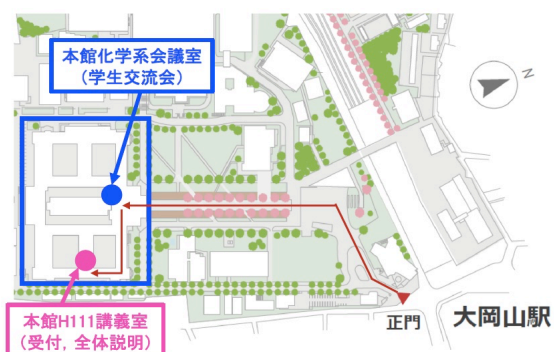 本館化学系会議室
（学生交流会）
N
本館H111講義室
（受付, 全体説明）
正門
大岡山駅